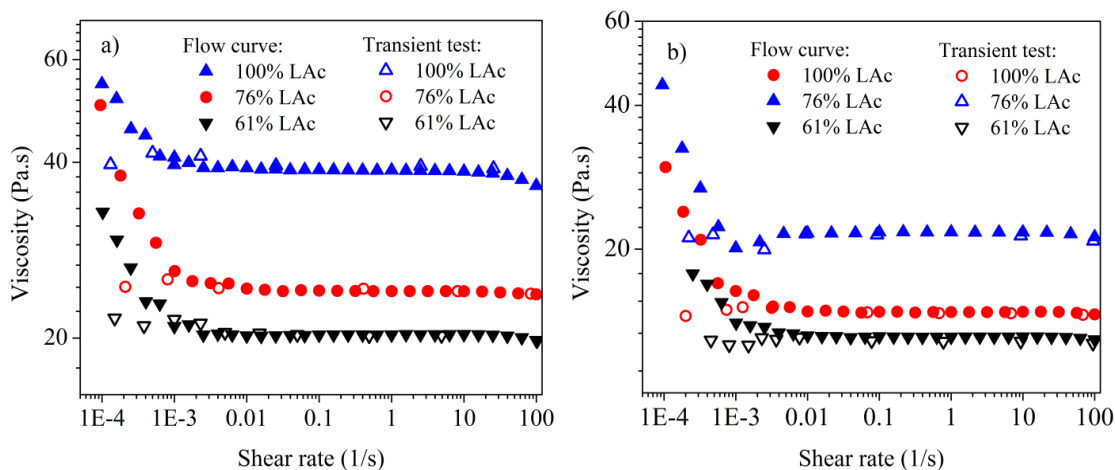 a)
Flow curve: Transient test:
100% LAc 100% LAc
76% LAc 76% LAc
61% LAc 61% LAc
60
40
20
Viscosity (Pa.s)
1E-4 1E-3 0.01 0.1 1 10 100
Shear rate (1/s)
b)
Flow curve: Transient test:
100% LAc 100% LAc
76% LAc 76% LAc
61% LAc 61% LAc
60
40
20
Viscosity (Pa.s)
1E-4 1E-3 0.01 0.1 1 10 100
Shear rate (1/s)